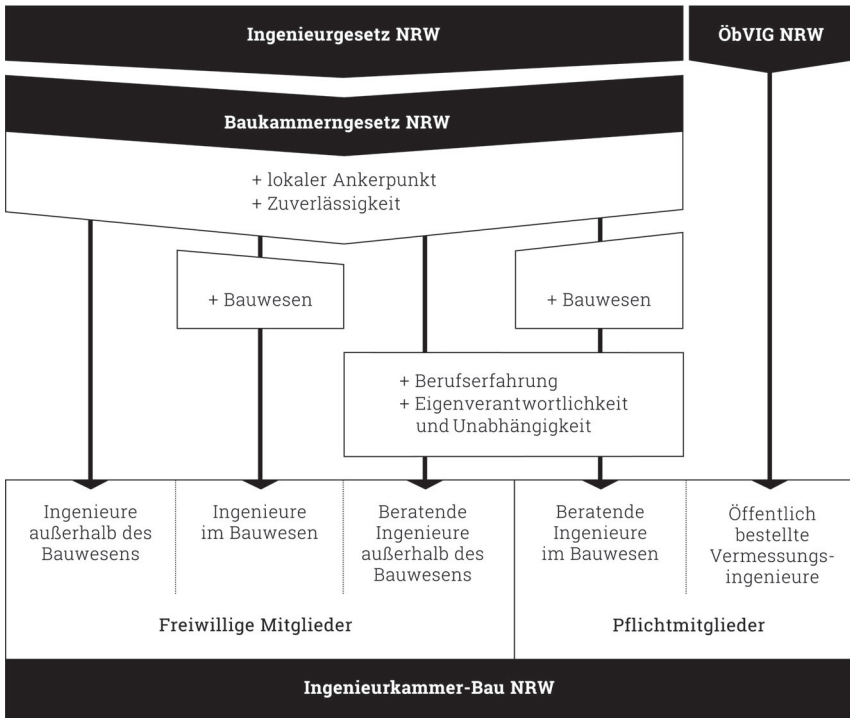 Ingenieurgesetz NRW
ÖbVIG NRW
Baukammerngesetz NRW
+ lokaler Ankerpunkt
+ Zuverlässigkeit
+ Bauwesen
+ Bauwesen
+ Berufserfahrung
+ Eigenverantwortlichkeit
und Unabhängigkeit
Ingenieure
außerhalb des
Bauwesens
Ingenieure
im Bauwesen
Beratende
Ingenieure
außerhalb des
Bauwesens
Beratende
Ingenieure
im Bauwesen
Öffentlich
bestellte
Vermessungs-
ingenieure
Freiwillige Mitglieder
Pflichtmitglieder
Ingenieurkammer-Bau NRW